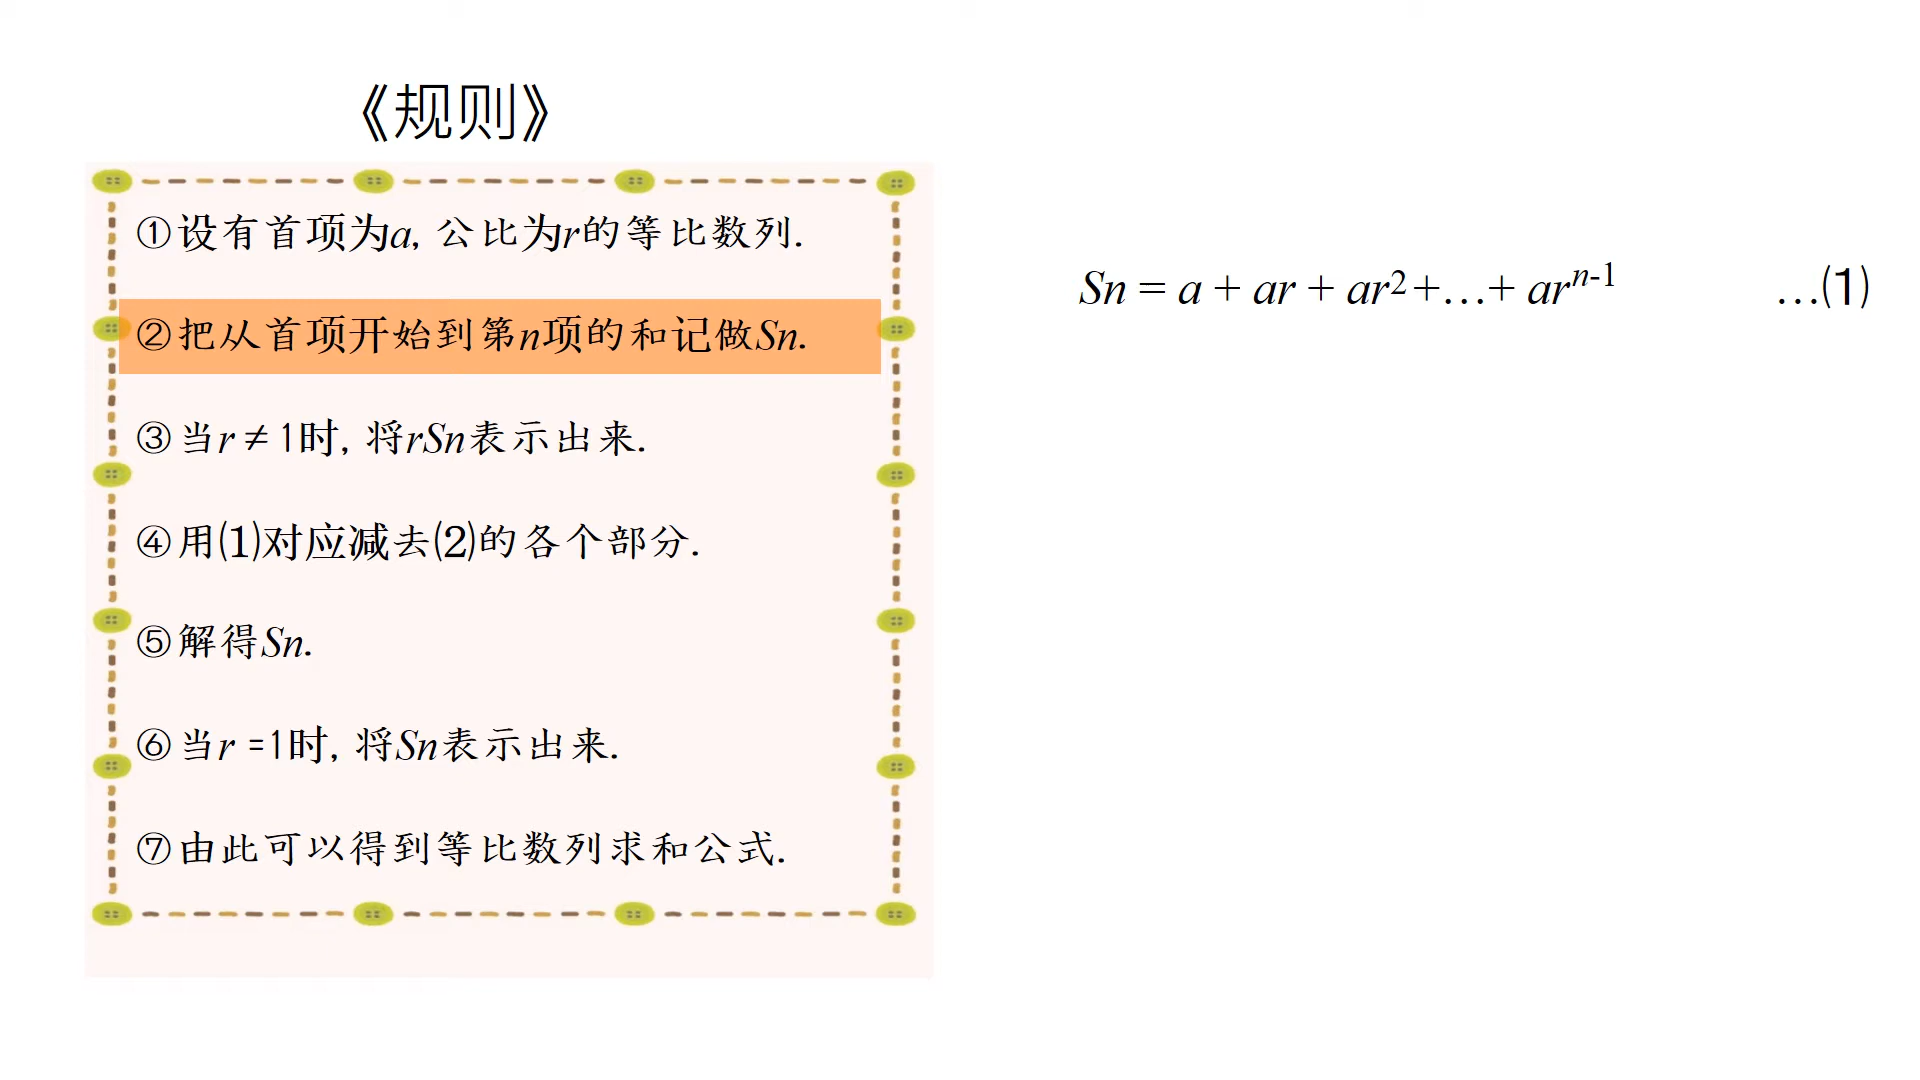 《规则》
①设有首项为a, 公比为r的等比数列.
②把从首项开始到第n项的和记做Sn.
③当r ≠ 1时, 将rSn表示出来.
④用(1)对应减去(2)的各个部分.
⑤解得Sn.
⑥当r =1时, 将Sn表示出来.
⑦由此可以得到等比数列求和公式.
Sn = a + ar + ar² +…+ arⁿ⁻¹ …(1)